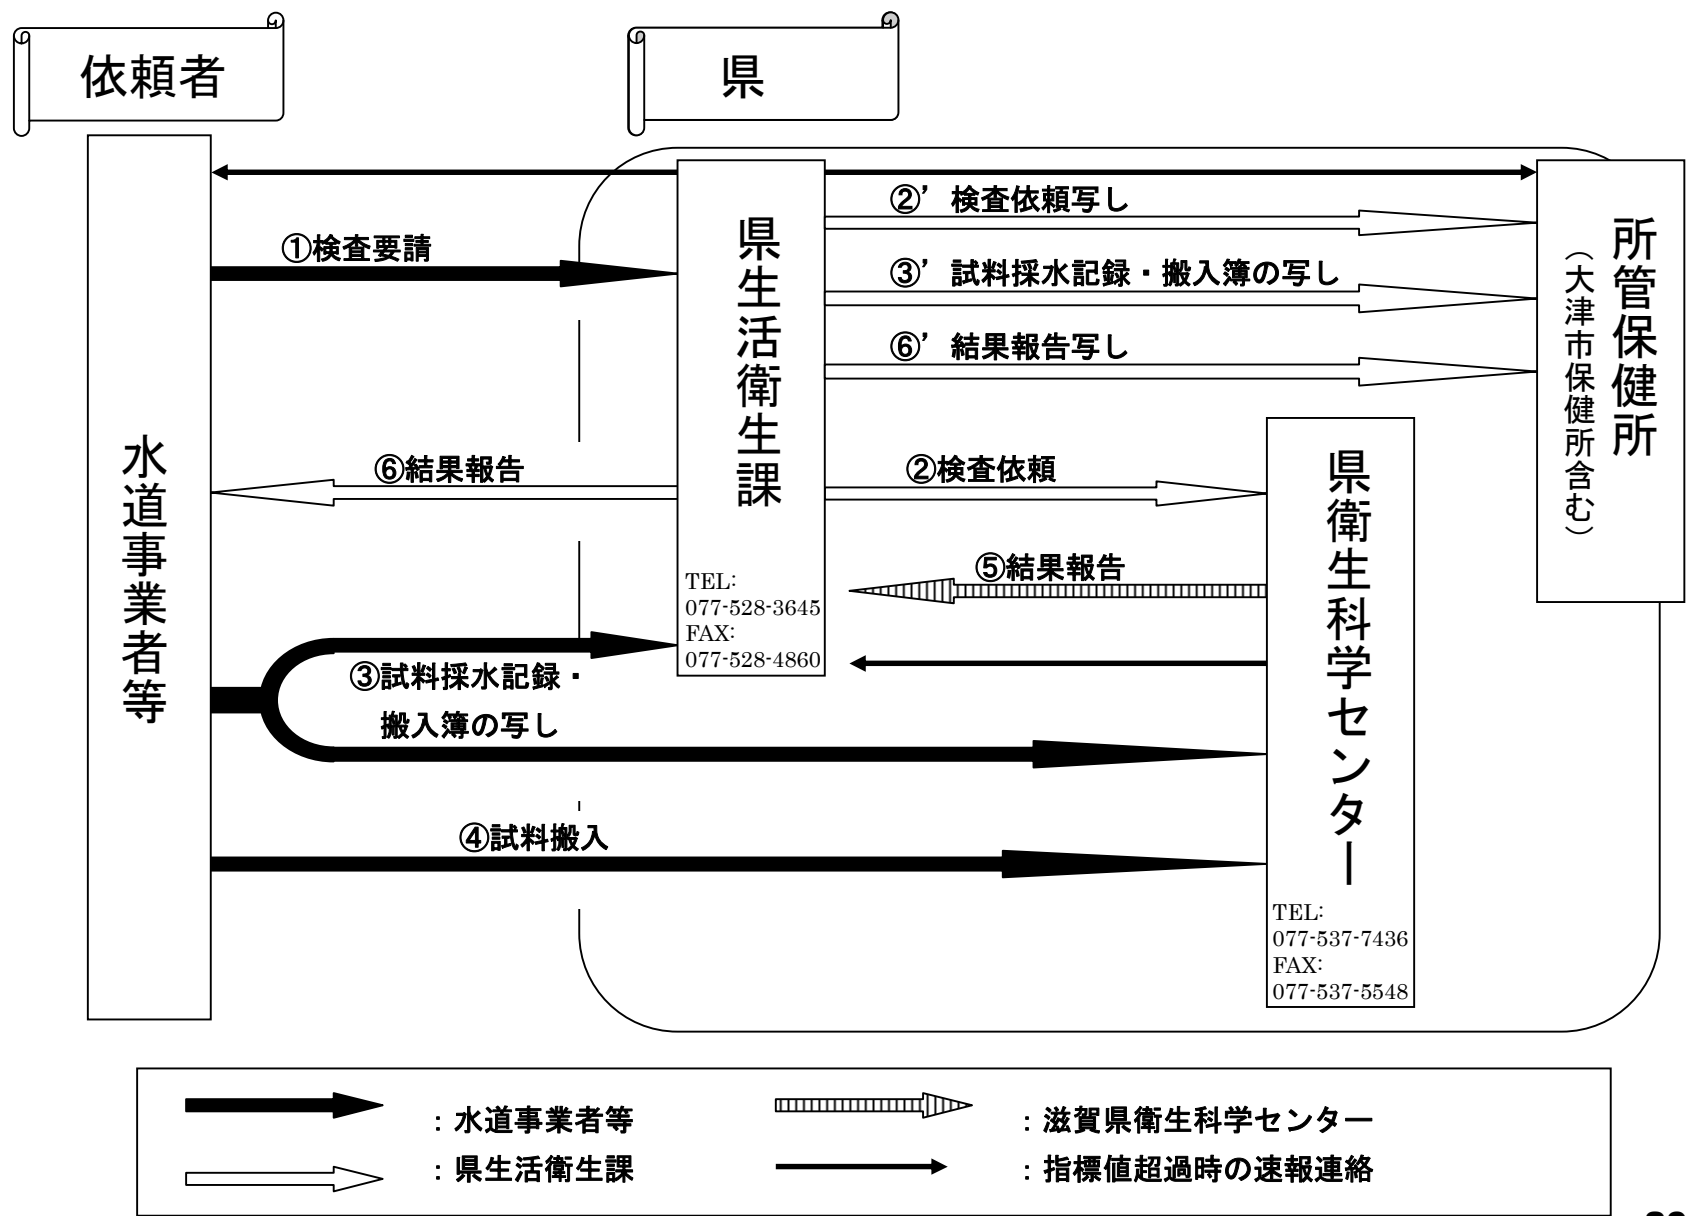 依頼者
県
②’ 検査依頼写し
①検査要請
③’ 試料採水記録・搬入簿の写し
⑥’ 結果報告写し
県生活衛生課
TEL:
077-528-3645
FAX:
077-528-4860
所管保健所
（大津市保健所含む）
水道事業者等
⑥結果報告
②検査依頼
⑤結果報告
③試料採水記録・
搬入簿の写し
④試料搬入
県衛生科学センター
TEL:
077-537-7436
FAX:
077-537-5548
：水道事業者等
：滋賀県衛生科学センター
：県生活衛生課
：指標値超過時の速報連絡